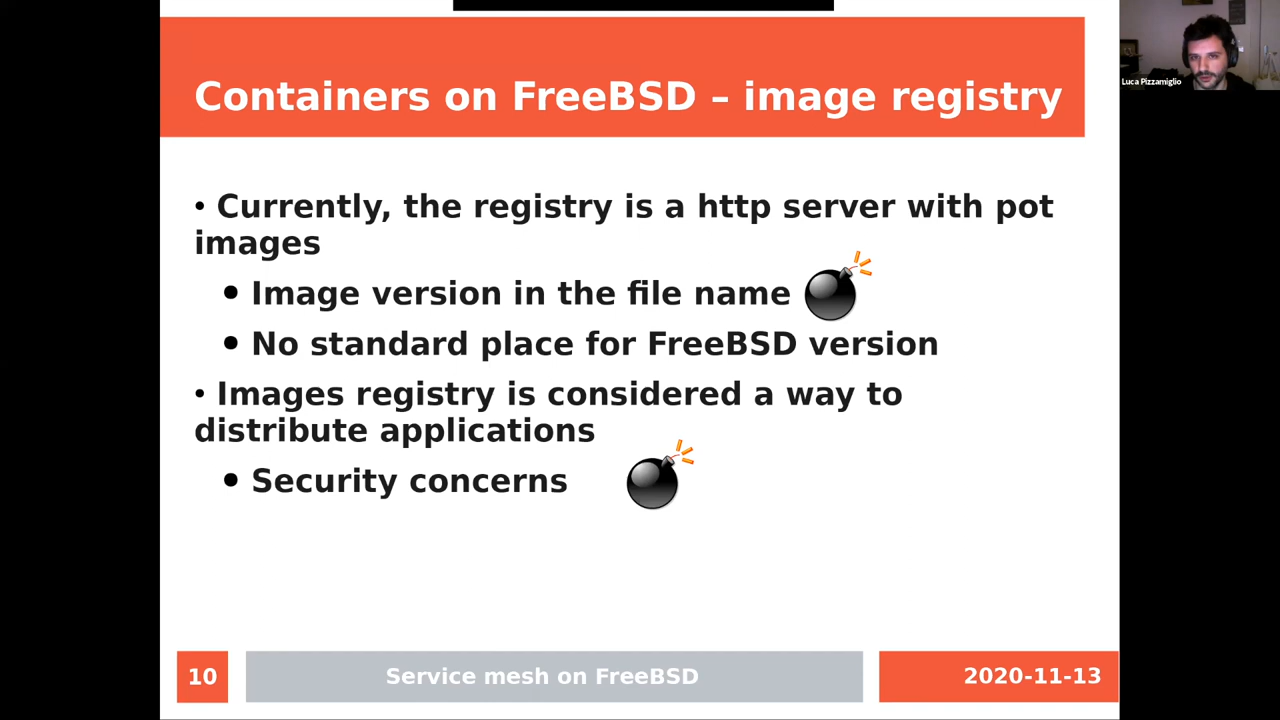 Containers on FreeBSD – image registry
Luca Pizzamiglio
• Currently, the registry is a http server with pot
images
• Image version in the file name
• No standard place for FreeBSD version
• Images registry is considered a way to
distribute applications
• Security concerns
10
Service mesh on FreeBSD
2020-11-13